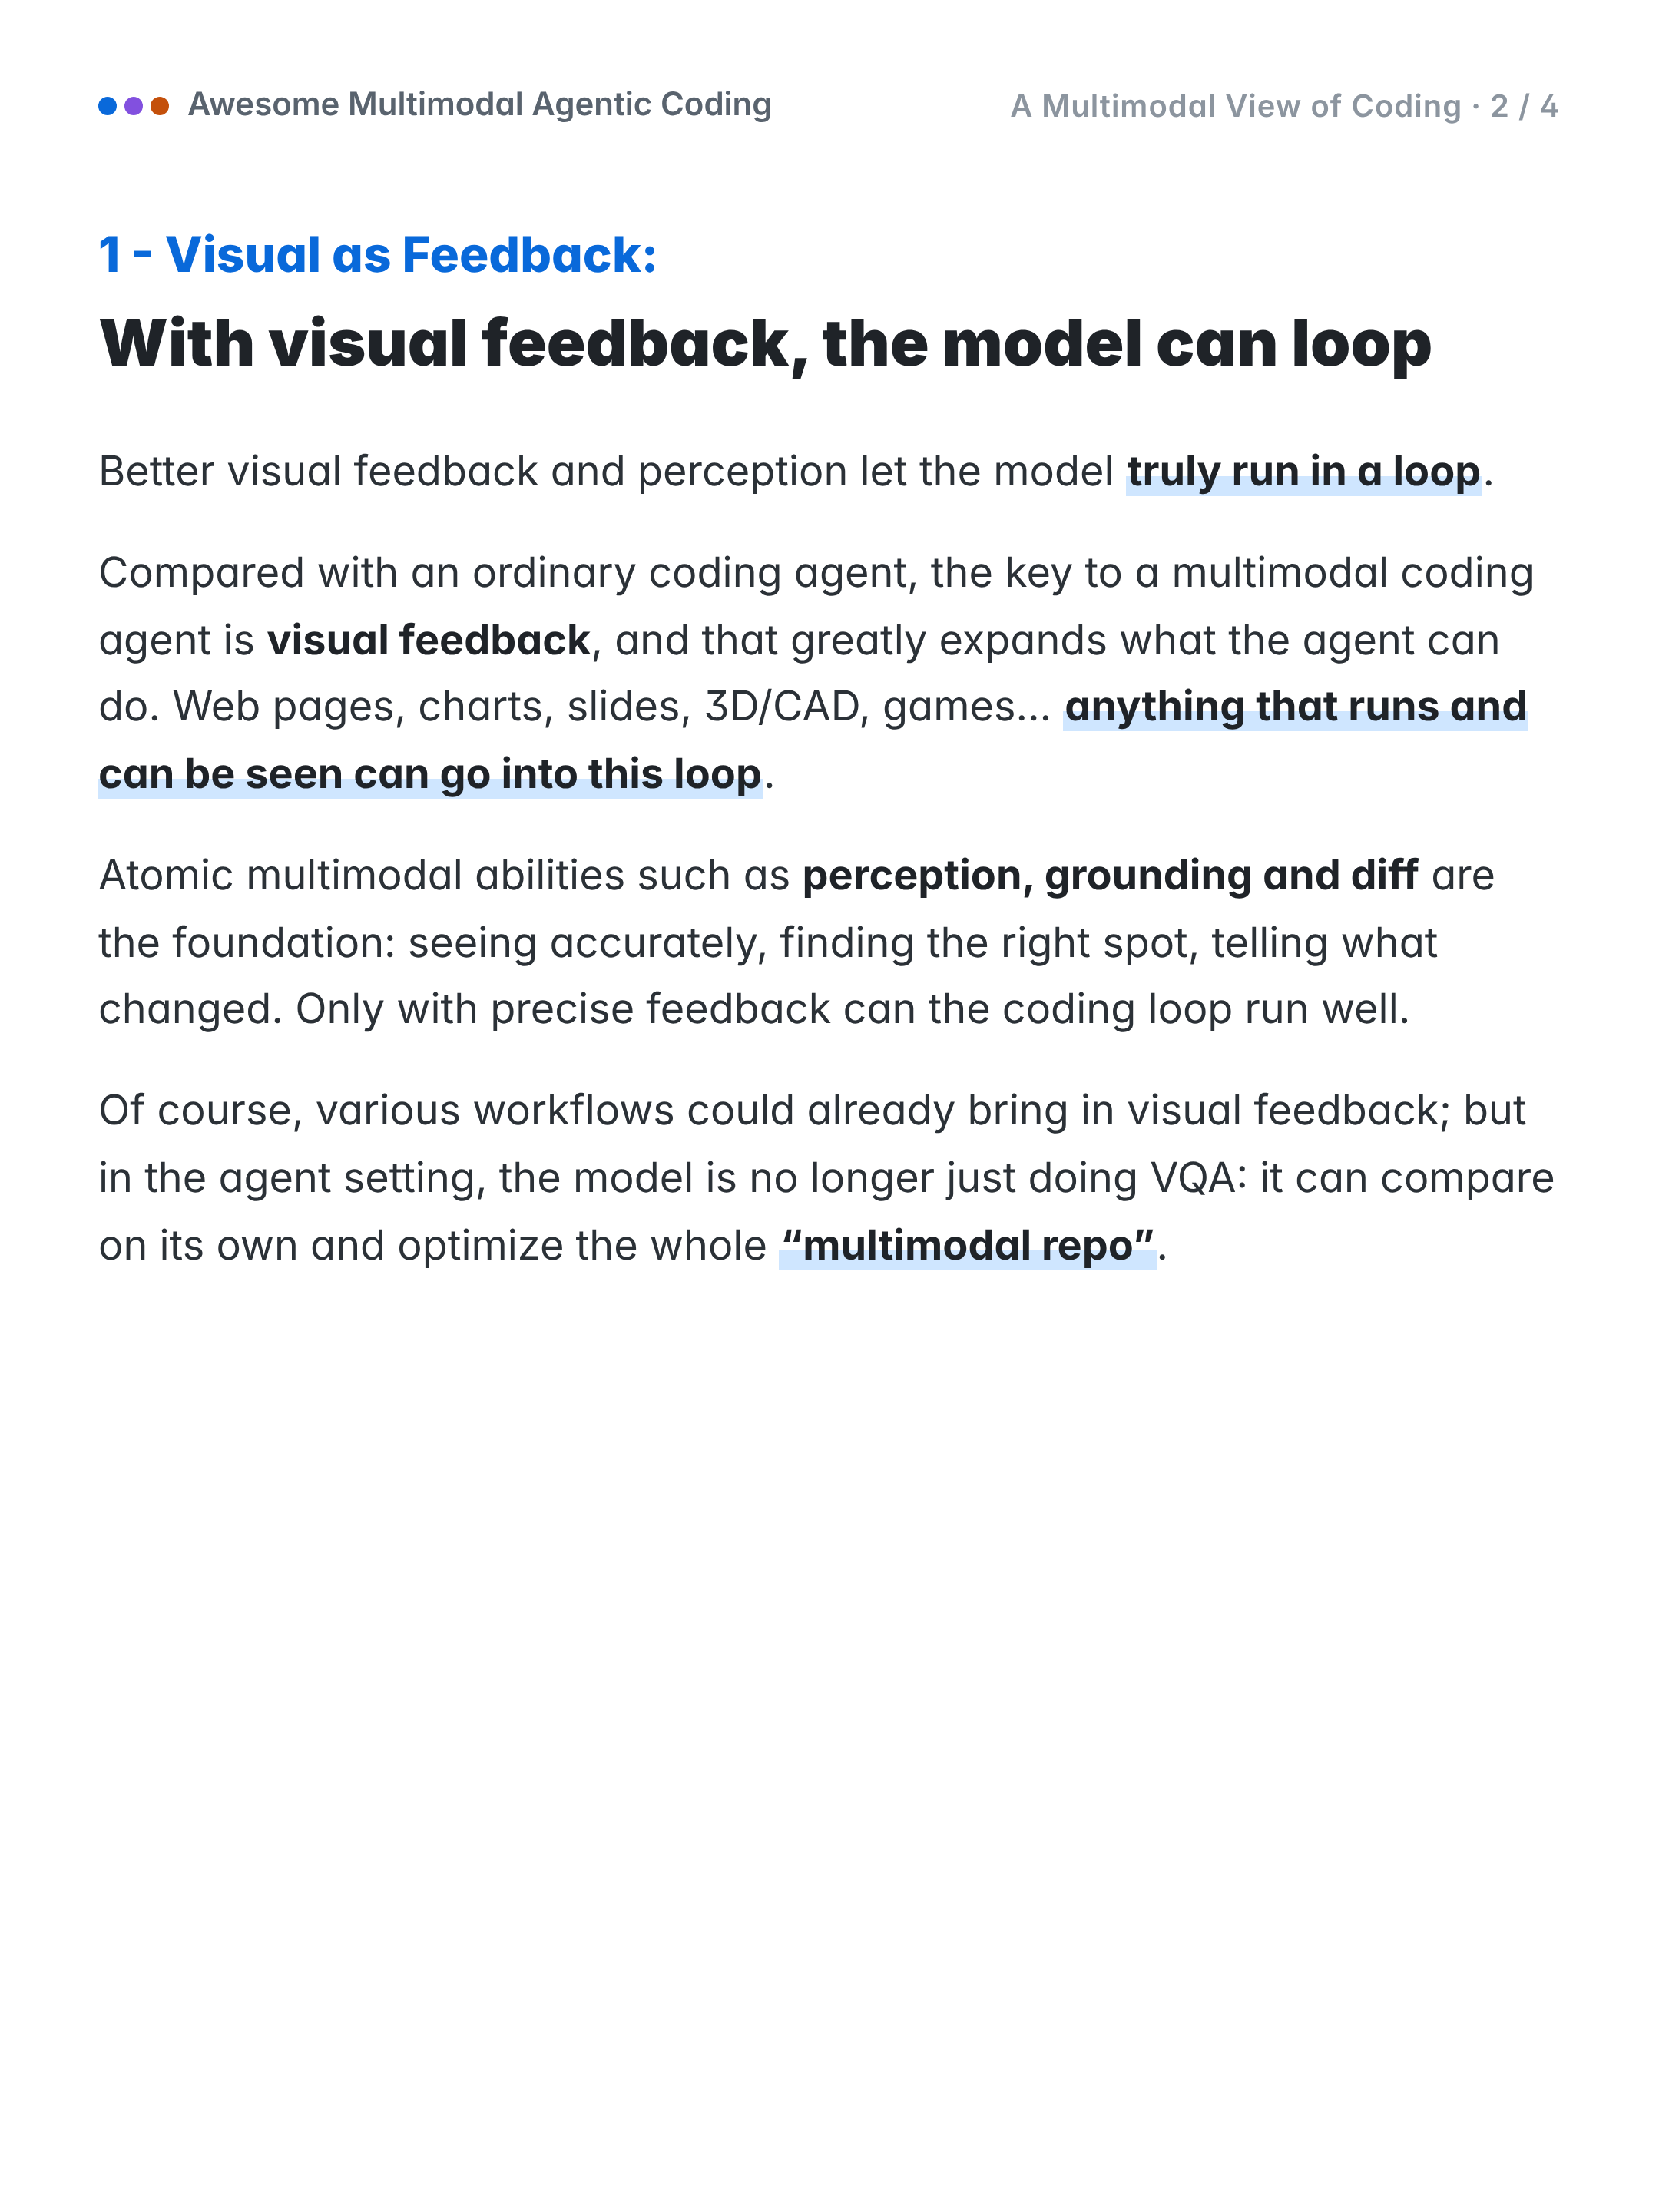 Awesome Multimodal Agentic Coding
A Multimodal View of Coding · 2 / 4
1 - Visual as Feedback:
With visual feedback, the model can loop
Better visual feedback and perception let the model truly run in a loop.
Compared with an ordinary coding agent, the key to a multimodal coding
agent is visual feedback, and that greatly expands what the agent can
do. Web pages, charts, slides, 3D/CAD, games... anything that runs and
can be seen can go into this loop.
Atomic multimodal abilities such as perception, grounding and diff are
the foundation: seeing accurately, finding the right spot, telling what
changed. Only with precise feedback can the coding loop run well.
Of course, various workflows could already bring in visual feedback; but
in the agent setting, the model is no longer just doing VQA: it can compare
on its own and optimize the whole “multimodal repo”.